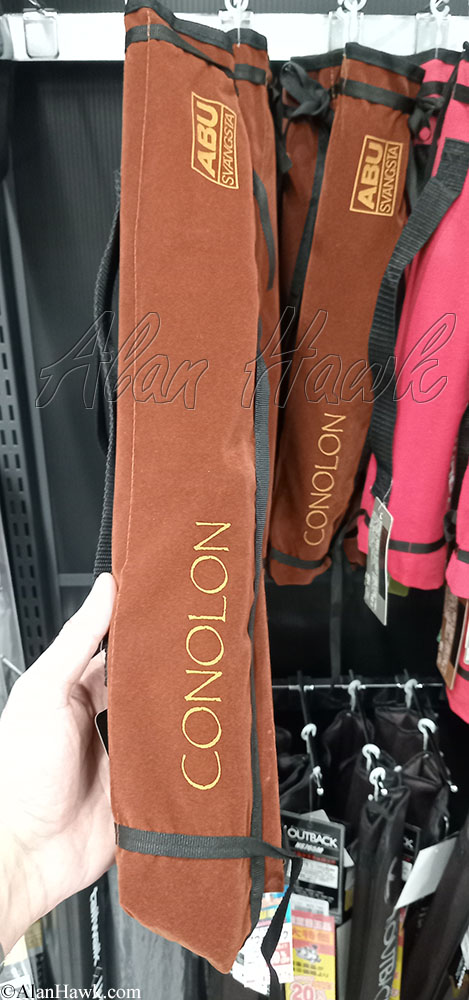 ABU
SVANGSTA
ABU
SVANGSTA
Alan Hawk
CONOLON
CONOLON
OUTBACK
©AlanHawk.com